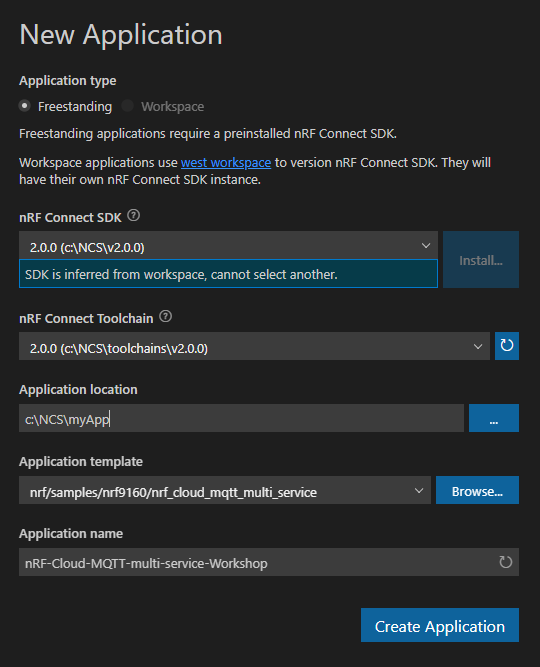 New Application
Application type
Freestanding Workspace
Freestanding applications require a preinstalled nRF Connect SDK.
Workspace applications use west workspace to version nRF Connect SDK. They will
have their own nRF Connect SDK instance.
nRF Connect SDK ?
2.0.0 (c:\NCS\v2.0.0)
Install...
SDK is inferred from workspace, cannot select another.
nRF Connect Toolchain ?
2.0.0 (c:\NCS\toolchains\v2.0.0)
Application location
c:\NCS\myApp
...
Application template
nrf/samples/nrf9160/nrf_cloud_mqtt_multi_service
Browse...
Application name
nRF-Cloud-MQTT-multi-service-Workshop
Create Application